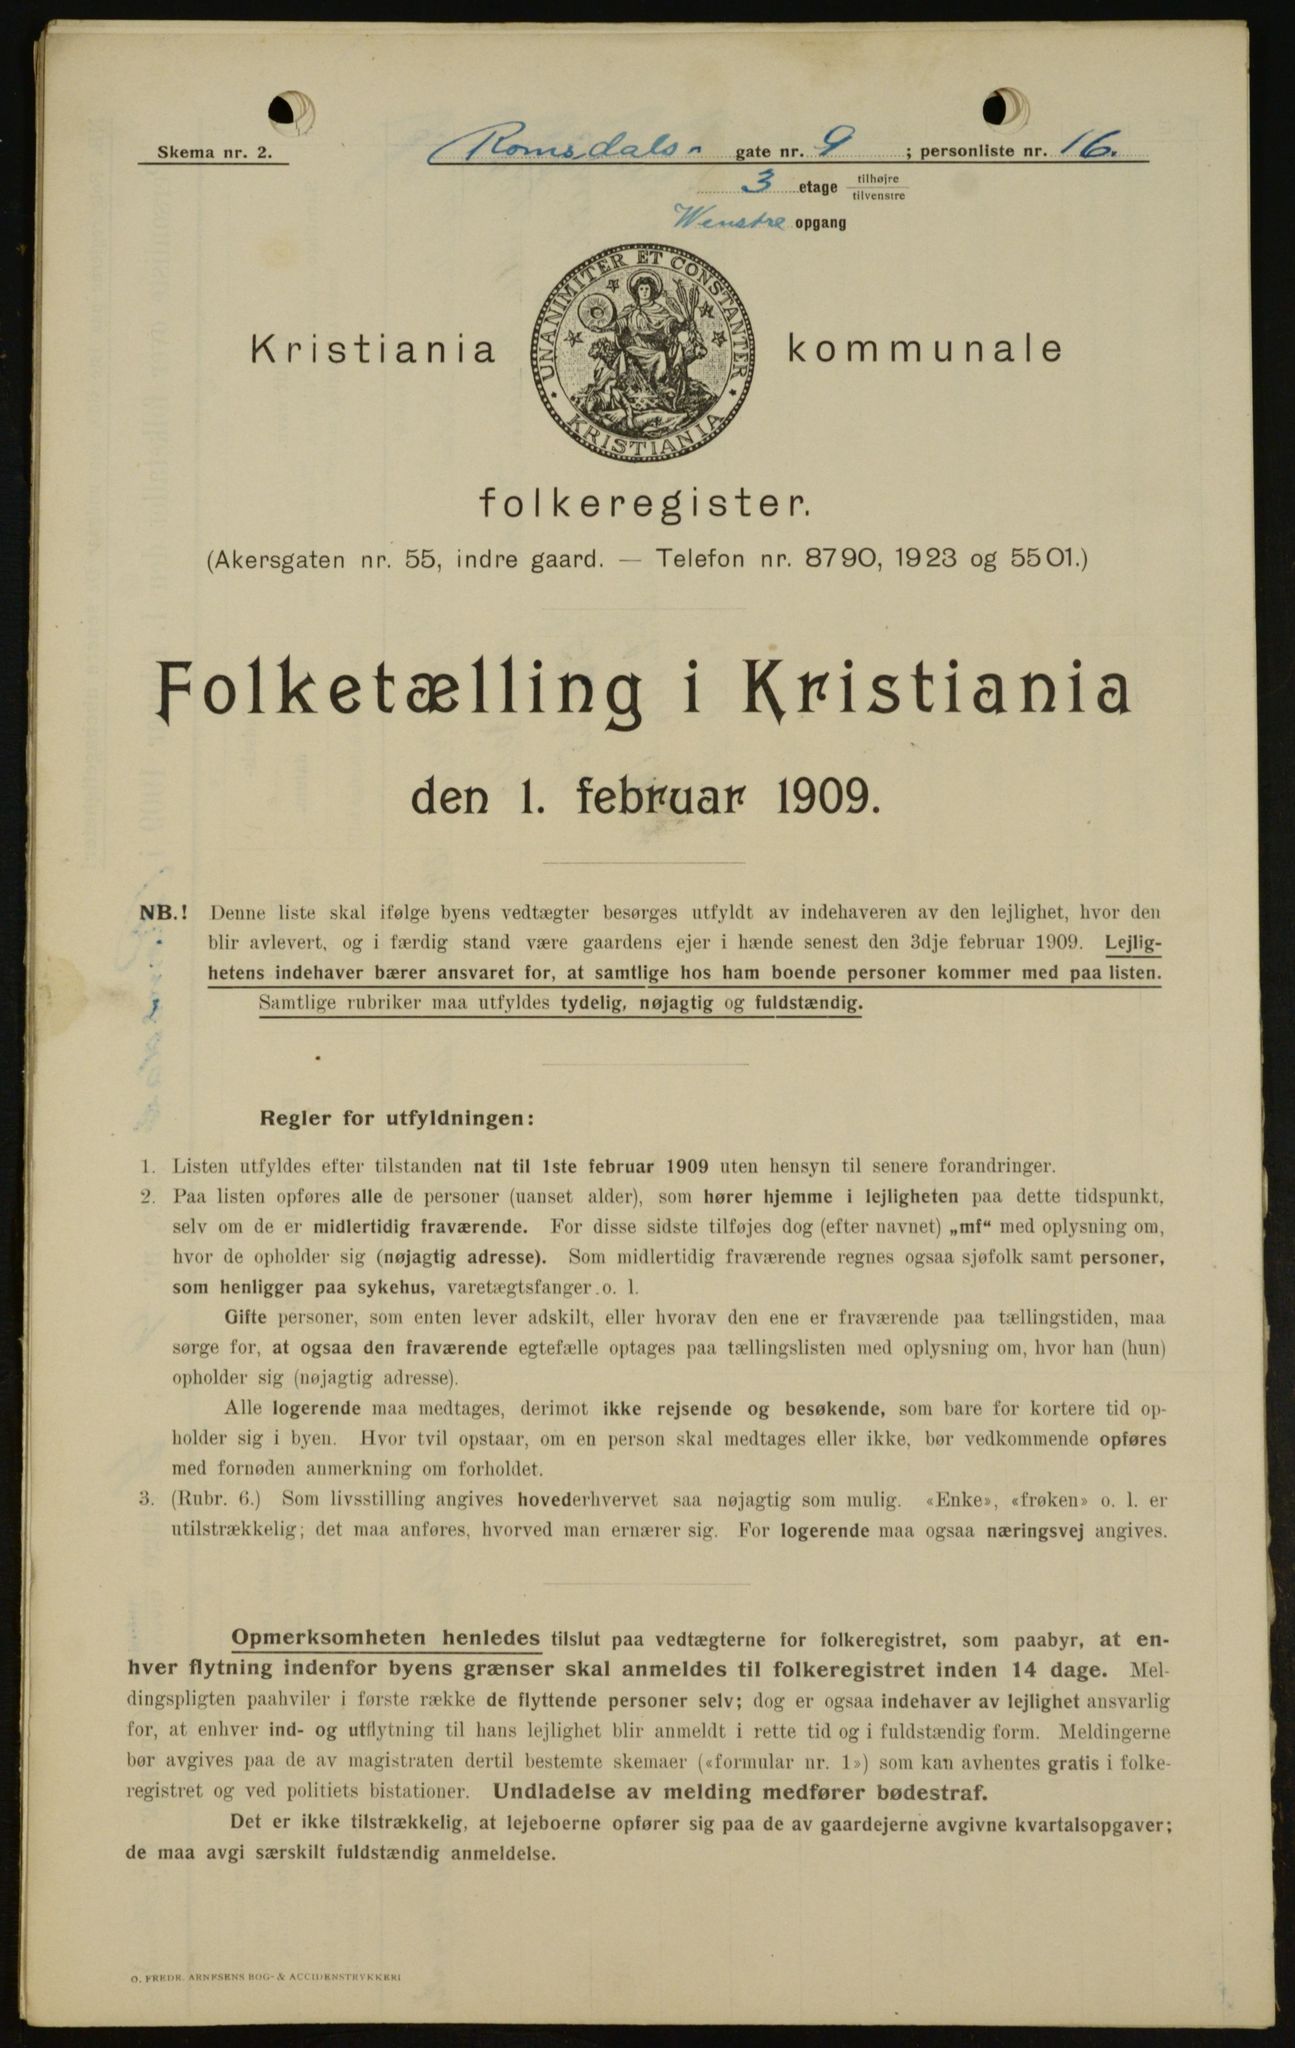 Skema nr. 2.
Romsdals- gate nr. 9 ; personliste nr. 16.
3 etage tilhøjre
tilvenstre
Wenstre opgang
UNANIMITER ET CONSTANTER
KRISTIANIA
Kristiania kommunale
folkeregister.
(Akersgaten nr. 55, indre gaard. — Telefon nr. 8790, 1923 og 5501.)
Folketælling i Kristiania
den 1. februar 1909.
NB.! Denne liste skal ifølge byens vedtægter besørges utfyldt av indehaveren av den lejlighet, hvor den
blir avlevert, og i færdig stand være gaardens ejer i hænde senest den 3dje februar 1909. Lejlig-
hetens indehaver bærer ansvaret for, at samtlige hos ham boende personer kommer med paa listen.
Samtlige rubriker maa utfyldes tydelig, nøjagtig og fuldstændig.
Regler for utfyldningen:
1. Listen utfyldes efter tilstanden nat til 1ste februar 1909 uten hensyn til senere forandringer.
2. Paa listen opføres alle de personer (uanset alder), som hører hjemme i lejligheten paa dette tidspunkt,
selv om de er midlertidig fraværende. For disse sidste tilføjes dog (efter navnet) „mf“ med oplysning om,
hvor de opholder sig (nøjagtig adresse). Som midlertidig fraværende regnes ogsaa sjøfolk samt personer,
som henligger paa sykehus, varetægtsfanger o. l.
Gifte personer, som enten lever adskilt, eller hvorav den ene er fraværende paa tællingstiden, maa
sørge for, at ogsaa den fraværende egtefælle optages paa tællingslisten med oplysning om, hvor han (hun)
opholder sig (nøjagtig adresse).
Alle logerende maa medtages, derimot ikke rejsende og besøkende, som bare for kortere tid op-
holder sig i byen. Hvor tvil opstaar, om en person skal medtages eller ikke, bør vedkommende opføres
med fornøden anmerkning om forholdet.
3. (Rubr. 6.) Som livsstilling angives hovederhvervet saa nøjagtig som mulig. «Enke», «frøken» o. l. er
utilstrækkelig; det maa anføres, hvorved man ernærer sig. For logerende maa ogsaa næringsvej angives.
Opmerksomheten henledes tilslut paa vedtægterne for folkeregistret, som paabyr, at en-
hver flytning indenfor byens grænser skal anmeldes til folkeregistret inden 14 dage. Mel-
dingspligten paahviler i første række de flyttende personer selv; dog er ogsaa indehaver av lejlighet ansvarlig
for, at enhver ind- og utflytning til hans lejlighet blir anmeldt i rette tid og i fuldstændig form. Meldingerne
bør avgives paa de av magistraten dertil bestemte skemaer («formular nr. 1») som kan avhentes gratis i folke-
registret og ved politiets bistationer. Undladelse av melding medfører bødestraf.
Det er ikke tilstrækkelig, at lejeboerne opfører sig paa de av gaardejerne avgivne kvartalsopgaver;
de maa avgi særskilt fuldstændig anmeldelse.
O. FREDR. ARNESENS BOG- & ACCIDENSTRYKKERI